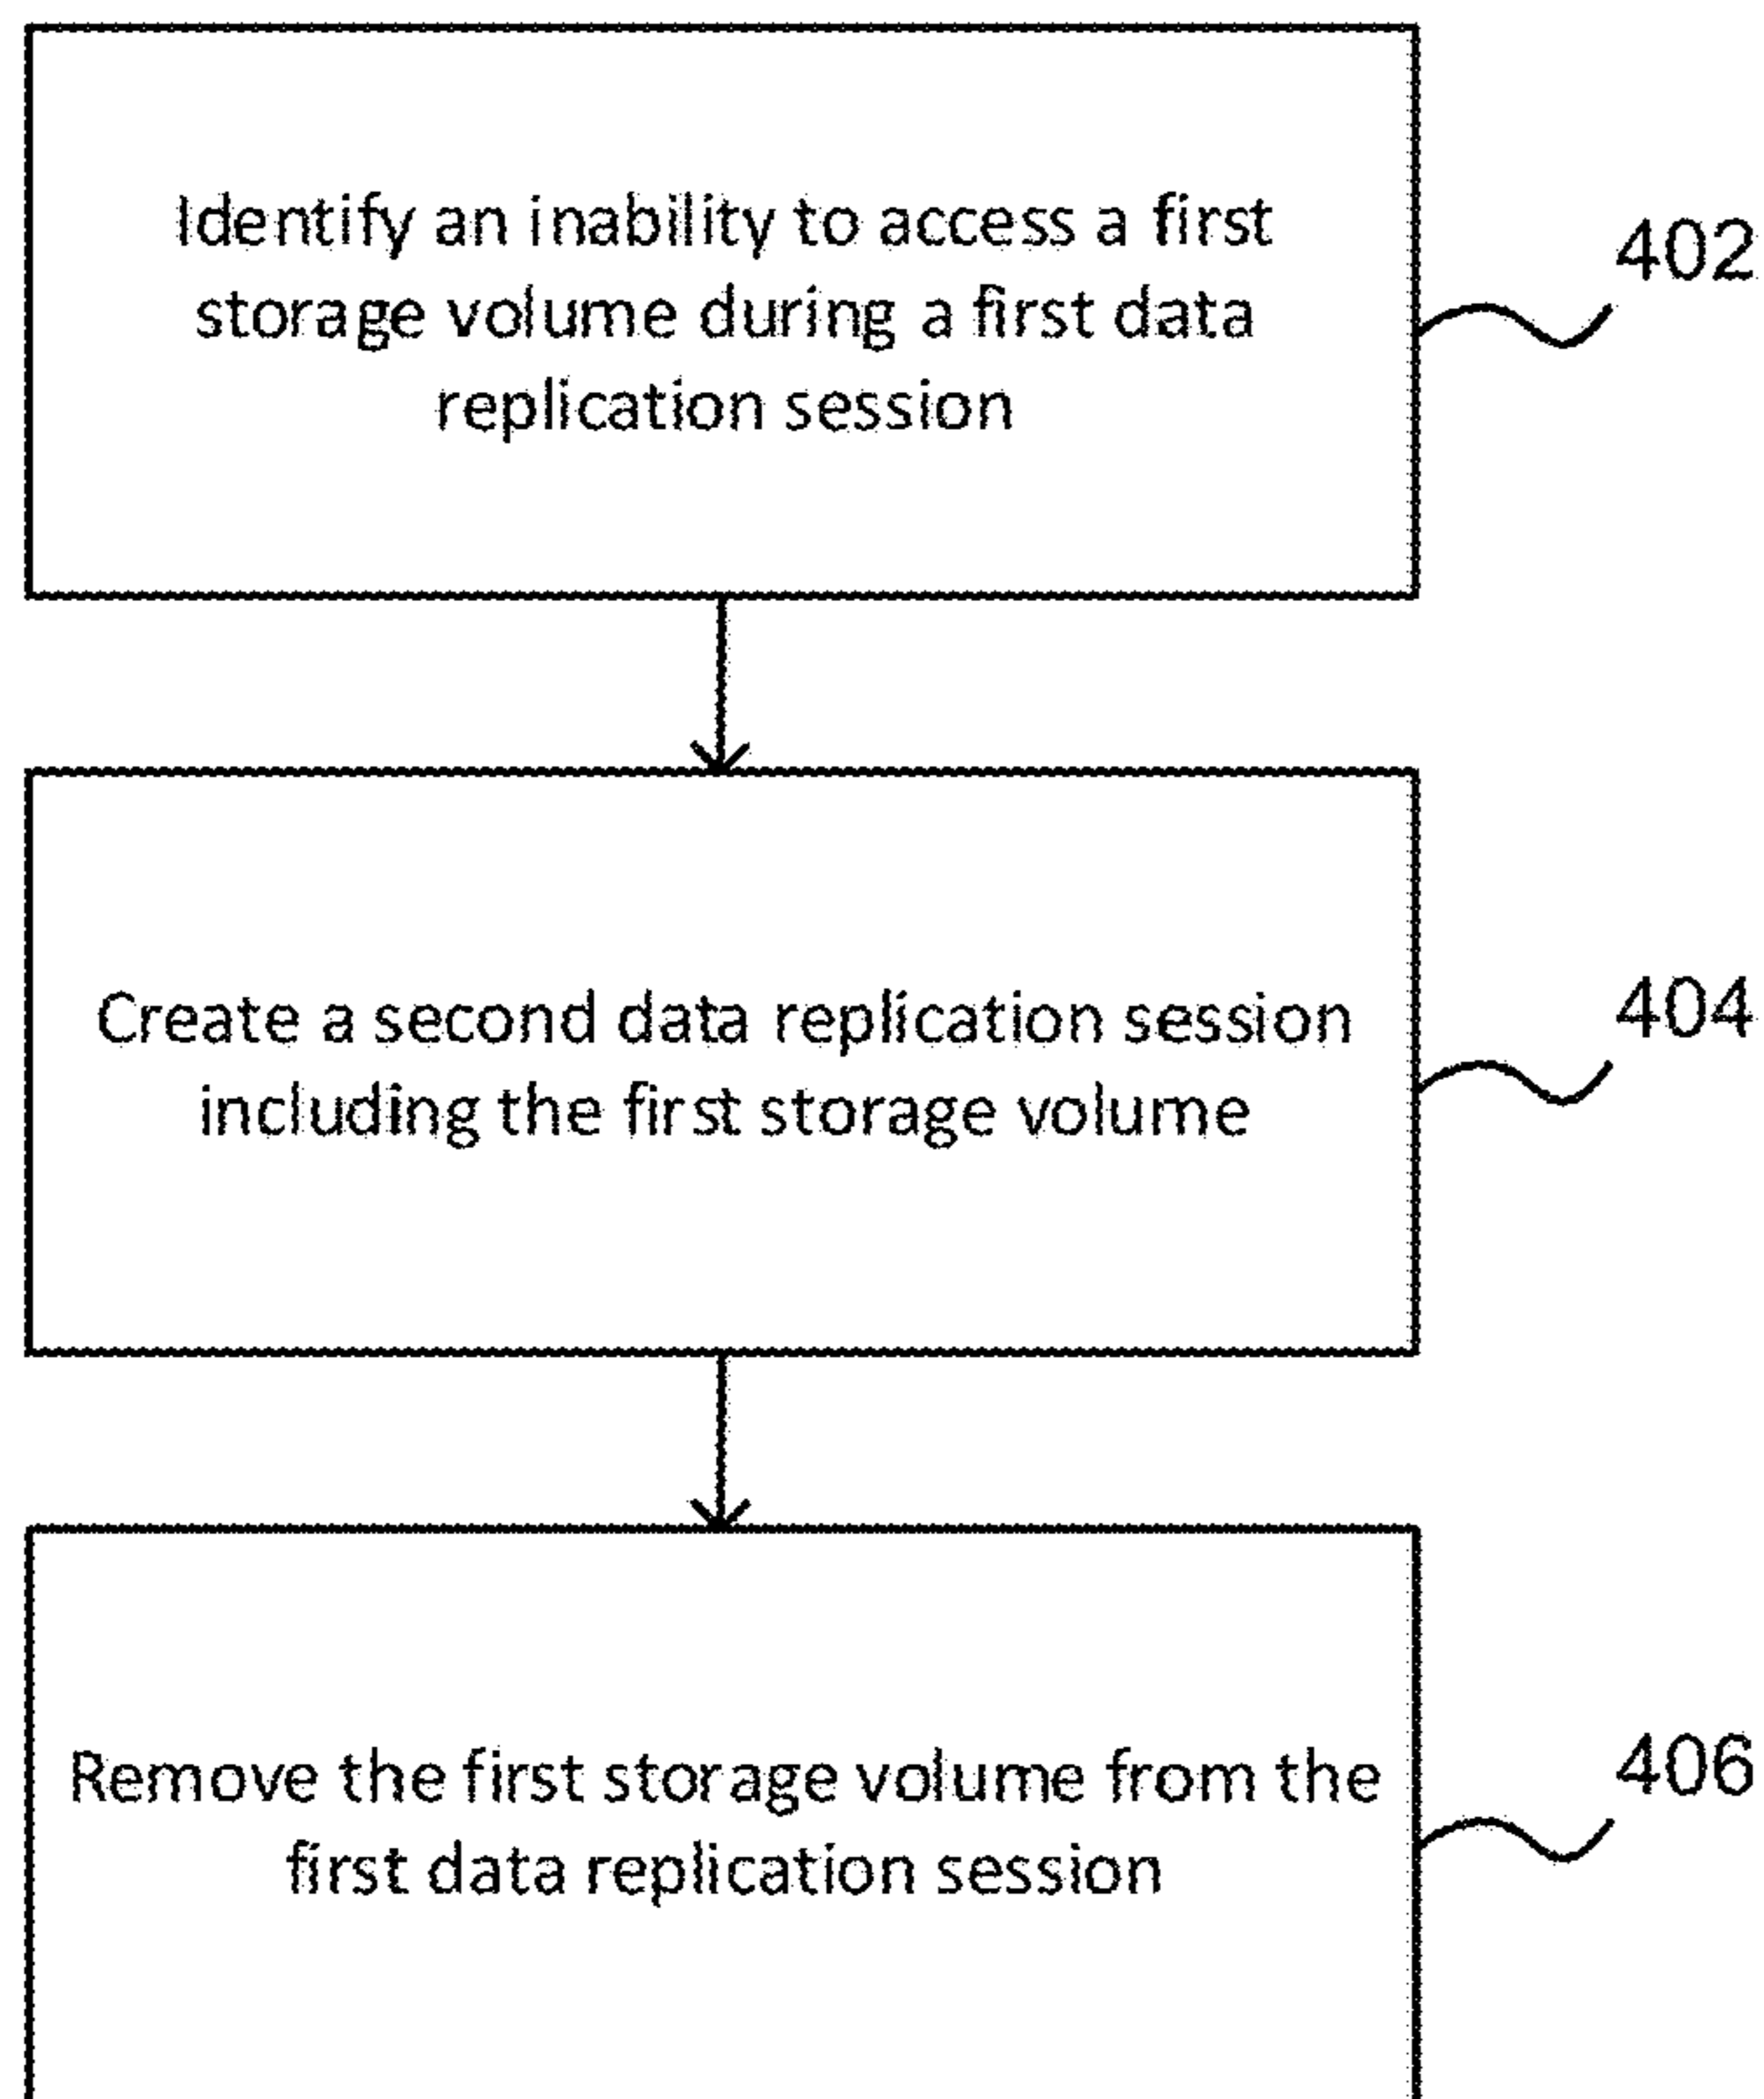 Identify an inability to access a first
storage volume during a first data
replication session
402
Create a second data replication session
including the first storage volume
404
Remove the first storage volume from the
first data replication session
406